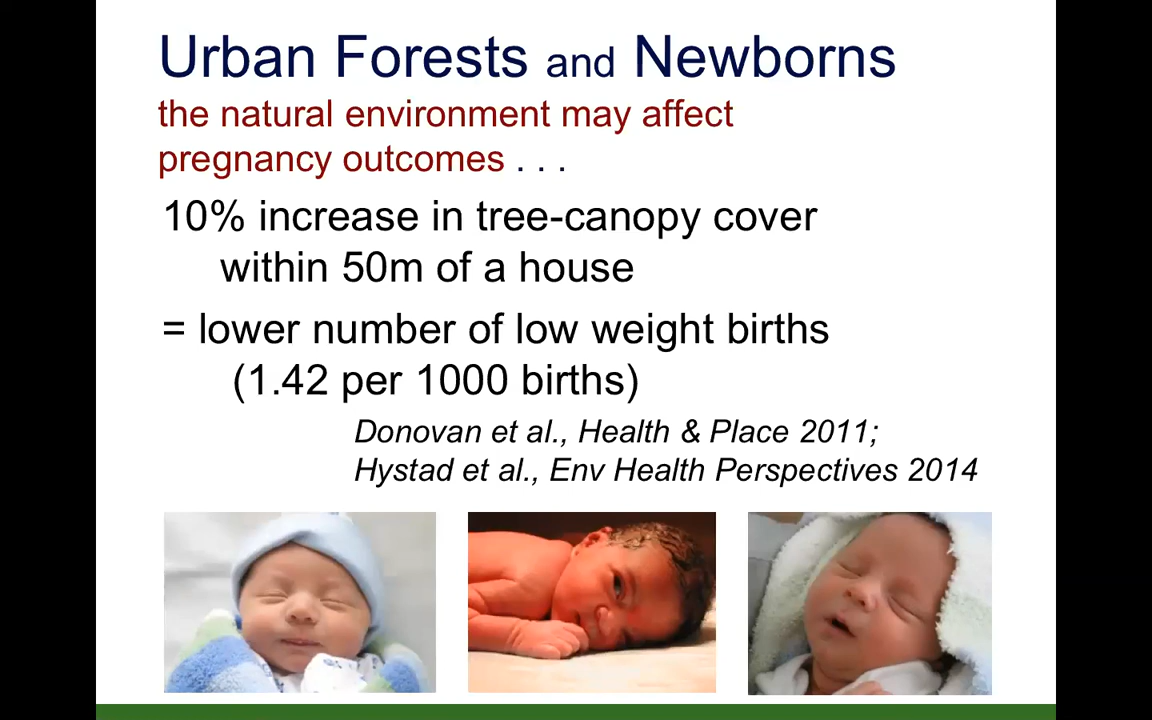 Urban Forests and Newborns
the natural environment may affect
pregnancy outcomes . . .
10% increase in tree-canopy cover
within 50m of a house
= lower number of low weight births
(1.42 per 1000 births)
Donovan et al., Health & Place 2011;
Hystad et al., Env Health Perspectives 2014